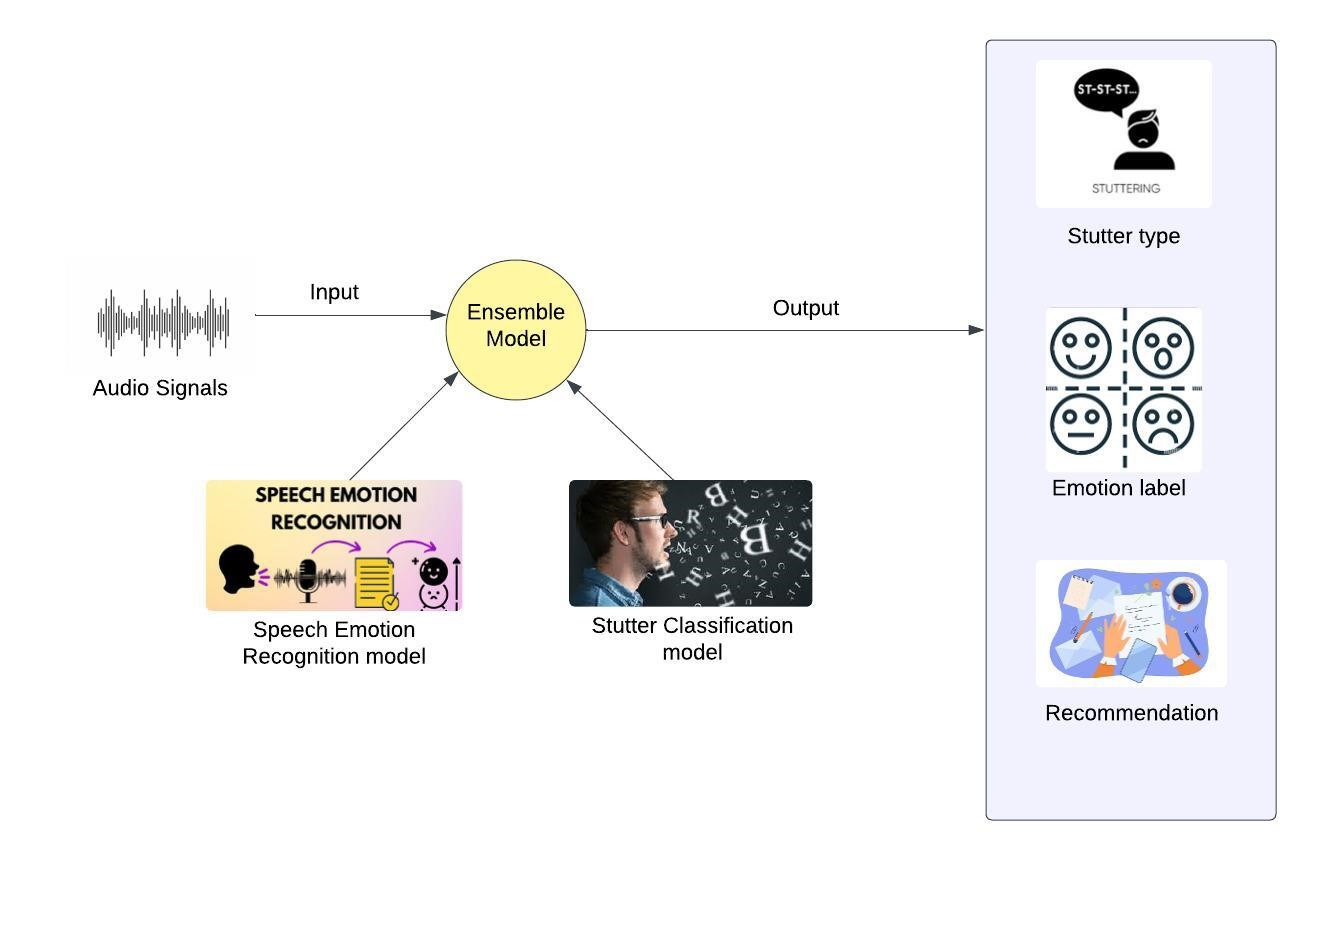 ST-ST-ST...
STUTTERING
Stutter type
Input
Ensemble
Model
Output
Audio Signals
Emotion label
SPEECH EMOTION
RECOGNITION
Speech Emotion
Recognition model
Stutter Classification
model
Recommendation